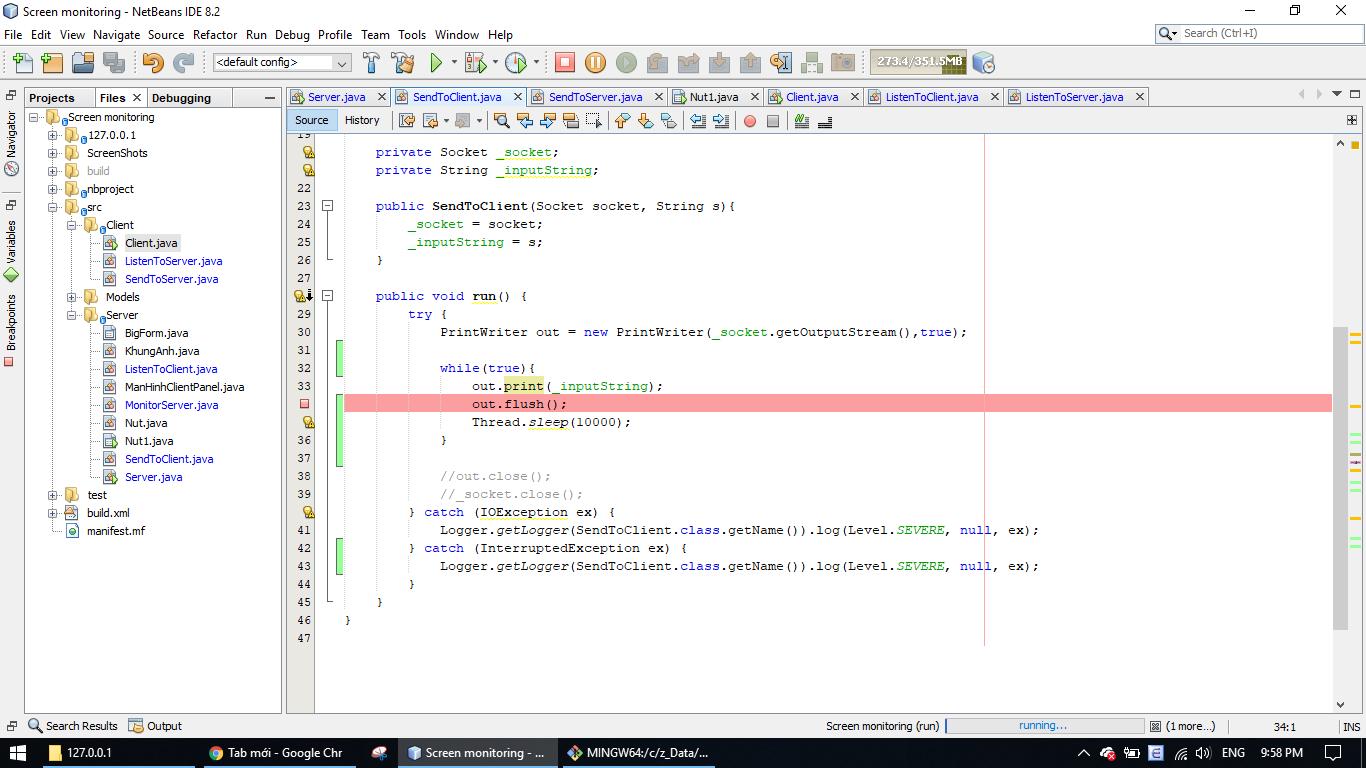 Screen monitoring - NetBeans IDE 8.2
File Edit View Navigate Source Refactor Run Debug Profile Team Tools Window Help
Search (Ctrl+I)
<default config>
273.4/351.5MB
Projects
Files
Debugging
Server.java
SendToClient.java
SendToServer.java
Nut1.java
Client.java
ListenToClient.java
ListenToServer.java
Source
History
Navigator
Variables
Breakpoints
Screen monitoring
127.0.0.1
ScreenShots
build
nbproject
src
Client
Client.java
ListenToServer.java
SendToServer.java
Models
Server
BigForm.java
KhungAnh.java
ListenToClient.java
ManHinhClientPanel.java
MonitorServer.java
Nut.java
Nut1.java
SendToClient.java
Server.java
test
build.xml
manifest.mf
19
private Socket _socket;
private String _inputString;
22
23 public SendToClient(Socket socket, String s){
24 _socket = socket;
25 _inputString = s;
26 }
27
public void run() {
29 try {
30 PrintWriter out = new PrintWriter(_socket.getOutputStream(),true);
31
32 while(true){
33 out.print(_inputString);
out.flush();
Thread.sleep(10000);
36 }
37
38 //out.close();
39 //_socket.close();
} catch (IOException ex) {
41 Logger.getLogger(SendToClient.class.getName()).log(Level.SEVERE, null, ex);
42 } catch (InterruptedException ex) {
43 Logger.getLogger(SendToClient.class.getName()).log(Level.SEVERE, null, ex);
44 }
45 }
46 }
47
Search Results
Output
Screen monitoring (run)
running...
(1 more...)
34:1
INS
127.0.0.1
Tab mới - Google Chr
Screen monitoring - ...
MINGW64:/c/z_Data/...
ENG
9:58 PM